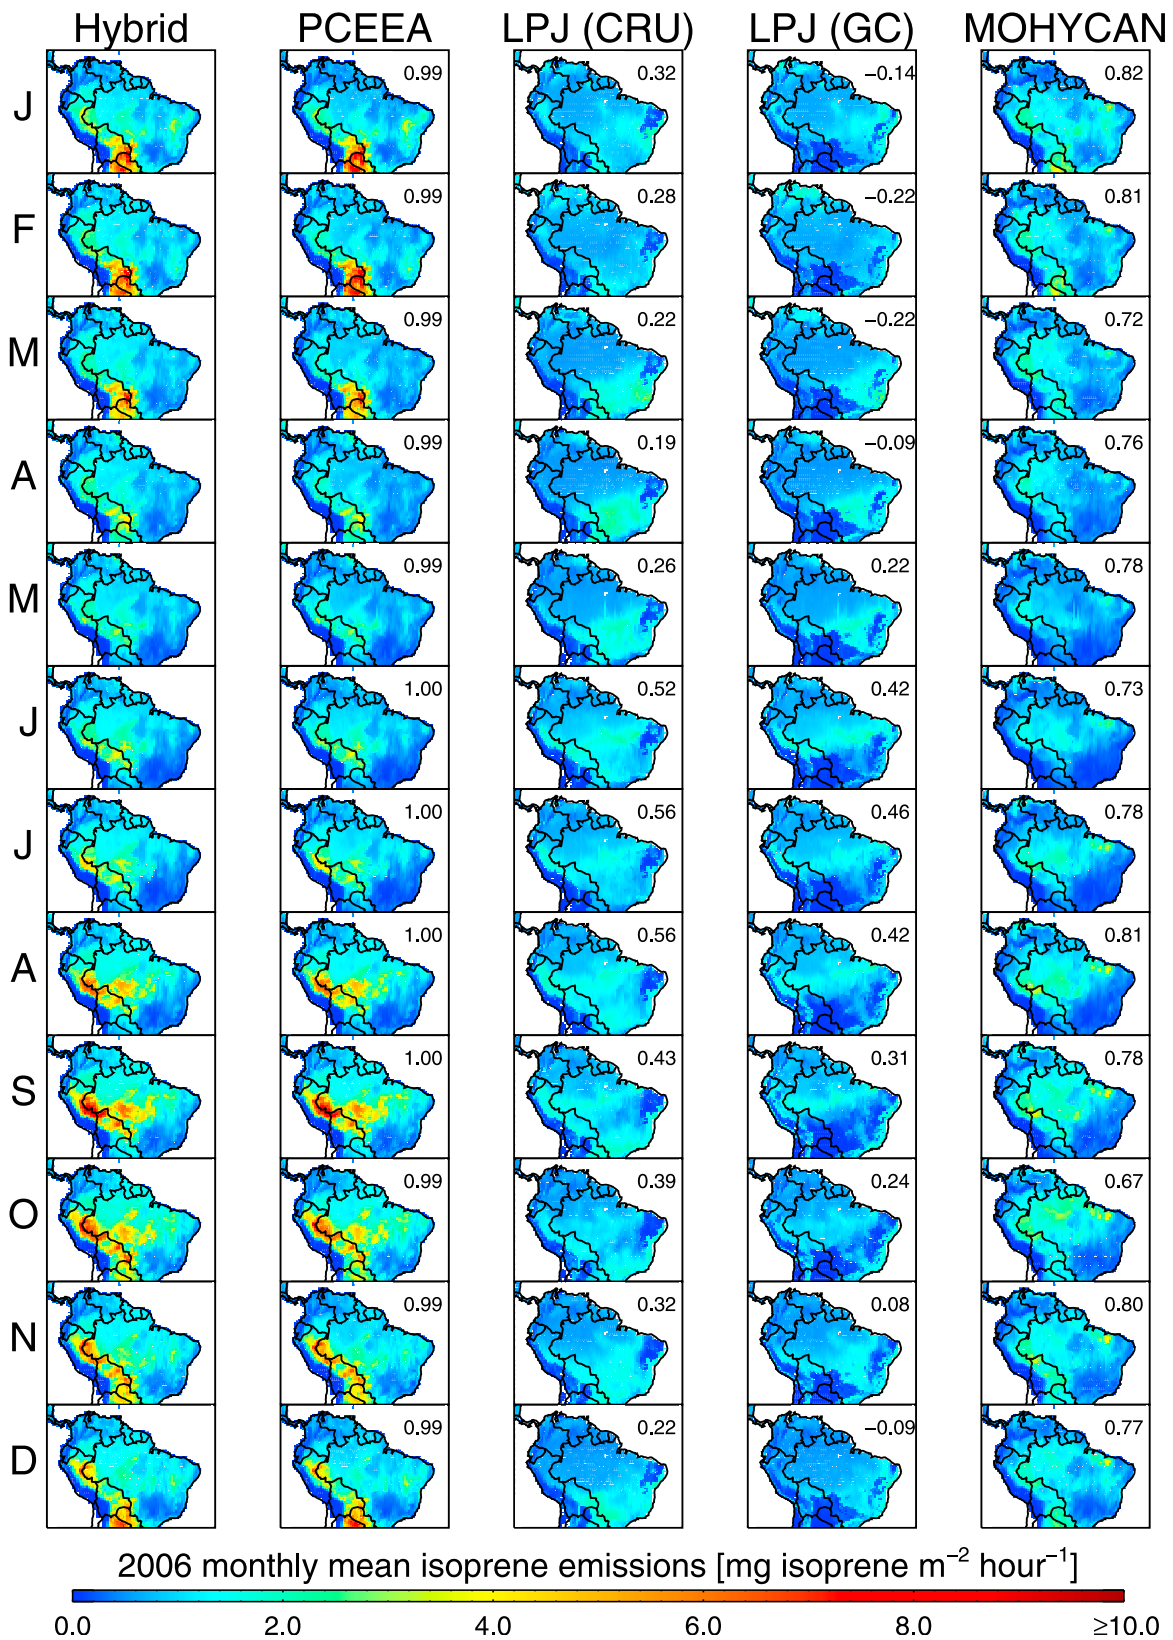 Hybrid PCEEA LPJ (CRU) LPJ (GC) MOHYCAN
J 0.99 0.32 −0.14 0.82
F 0.99 0.28 −0.22 0.81
M 0.99 0.22 −0.22 0.72
A 0.99 0.19 −0.09 0.76
M 0.99 0.26 0.22 0.78
J 1.00 0.52 0.42 0.73
J 1.00 0.56 0.46 0.78
A 1.00 0.56 0.42 0.81
S 1.00 0.43 0.31 0.78
O 0.99 0.39 0.24 0.67
N 0.99 0.32 0.08 0.80
D 0.99 0.22 −0.09 0.77
2006 monthly mean isoprene emissions [mg isoprene m⁻² hour⁻¹]
0.0 2.0 4.0 6.0 8.0 ≥10.0